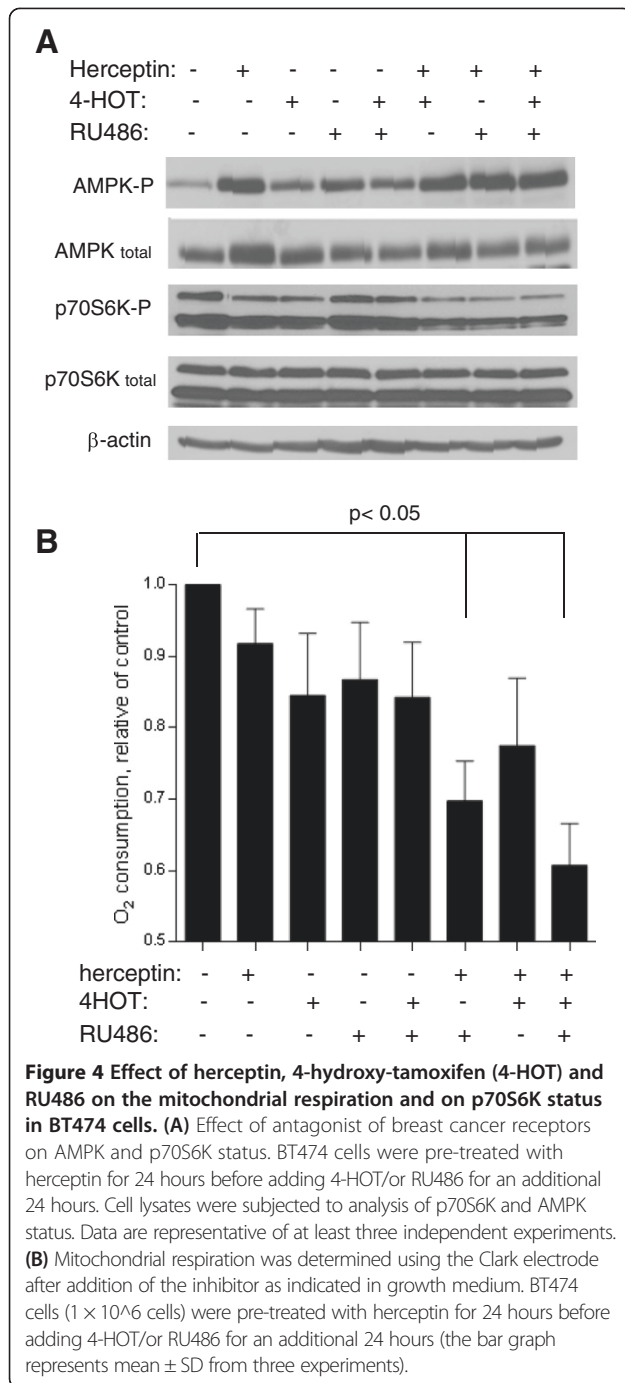 A
Herceptin: - + - - - + + +
4-HOT: - - + - + + - +
RU486: - - - + + - + +
AMPK-P
AMPK total
p70S6K-P
p70S6K total
β-actin
p< 0.05
B
O2 consumption, relative of control
1.0
0.9
0.8
0.7
0.6
0.5
herceptin: - + - - - + + +
4HOT: - - + - + - + +
RU486: - - - + + + - +
Figure 4 Effect of herceptin, 4-hydroxy-tamoxifen (4-HOT) and
RU486 on the mitochondrial respiration and on p70S6K status
in BT474 cells. (A) Effect of antagonist of breast cancer receptors
on AMPK and p70S6K status. BT474 cells were pre-treated with
herceptin for 24 hours before adding 4-HOT/or RU486 for an additional
24 hours. Cell lysates were subjected to analysis of p70S6K and AMPK
status. Data are representative of at least three independent experiments.
(B) Mitochondrial respiration was determined using the Clark electrode
after addition of the inhibitor as indicated in growth medium. BT474
cells (1 × 10^6 cells) were pre-treated with herceptin for 24 hours before
adding 4-HOT/or RU486 for an additional 24 hours (the bar graph
represents mean ± SD from three experiments).